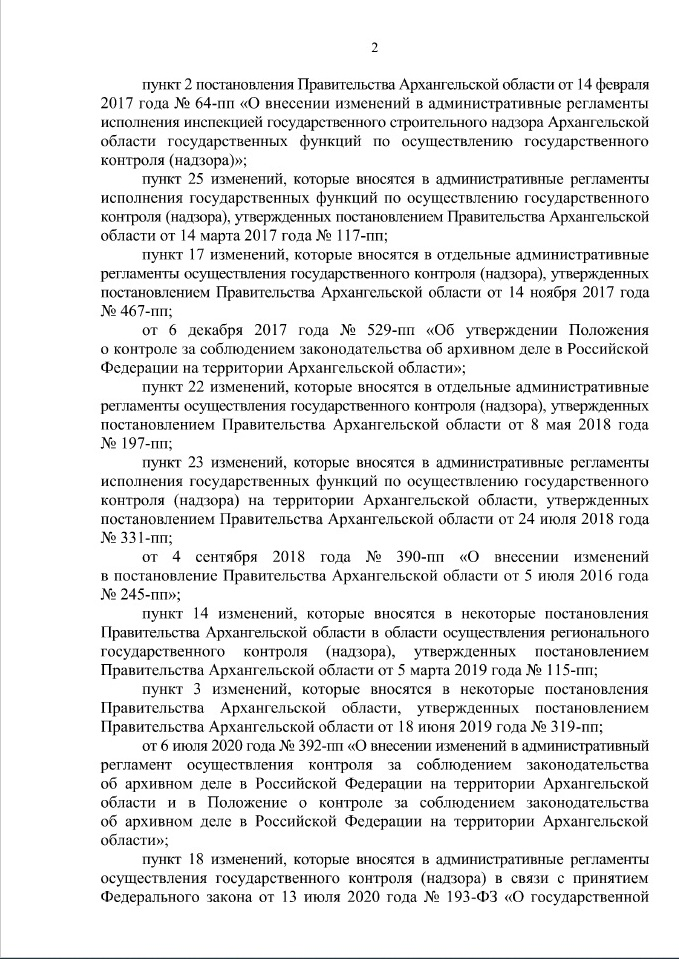 2
пункт 2 постановления Правительства Архангельской области от 14 февраля
2017 года № 64-пп «О внесении изменений в административные регламенты
исполнения инспекцией государственного строительного надзора Архангельской
области государственных функций по осуществлению государственного
контроля (надзора)»;
пункт 25 изменений, которые вносятся в административные регламенты
исполнения государственных функций по осуществлению государственного
контроля (надзора), утвержденных постановлением Правительства Архангельской
области от 14 марта 2017 года № 117-пп;
пункт 17 изменений, которые вносятся в отдельные административные
регламенты осуществления государственного контроля (надзора), утвержденных
постановлением Правительства Архангельской области от 14 ноября 2017 года
№ 467-пп;
от 6 декабря 2017 года № 529-пп «Об утверждении Положения
о контроле за соблюдением законодательства об архивном деле в Российской
Федерации на территории Архангельской области»;
пункт 22 изменений, которые вносятся в отдельные административные
регламенты осуществления государственного контроля (надзора), утвержденных
постановлением Правительства Архангельской области от 8 мая 2018 года
№ 197-пп;
пункт 23 изменений, которые вносятся в административные регламенты
исполнения государственных функций по осуществлению государственного
контроля (надзора) на территории Архангельской области, утвержденных
постановлением Правительства Архангельской области от 24 июля 2018 года
№ 331-пп;
от 4 сентября 2018 года № 390-пп «О внесении изменений
в постановление Правительства Архангельской области от 5 июля 2016 года
№ 245-пп»;
пункт 14 изменений, которые вносятся в некоторые постановления
Правительства Архангельской области в области осуществления регионального
государственного контроля (надзора), утвержденных постановлением
Правительства Архангельской области от 5 марта 2019 года № 115-пп;
пункт 3 изменений, которые вносятся в некоторые постановления
Правительства Архангельской области, утвержденных постановлением
Правительства Архангельской области от 18 июня 2019 года № 319-пп;
от 6 июля 2020 года № 392-пп «О внесении изменений в административный
регламент осуществления контроля за соблюдением законодательства
об архивном деле в Российской Федерации на территории Архангельской
области и в Положение о контроле за соблюдением законодательства
об архивном деле в Российской Федерации на территории Архангельской
области»;
пункт 18 изменений, которые вносятся в административные регламенты
осуществления государственного контроля (надзора) в связи с принятием
Федерального закона от 13 июля 2020 года № 193-ФЗ «О государственной